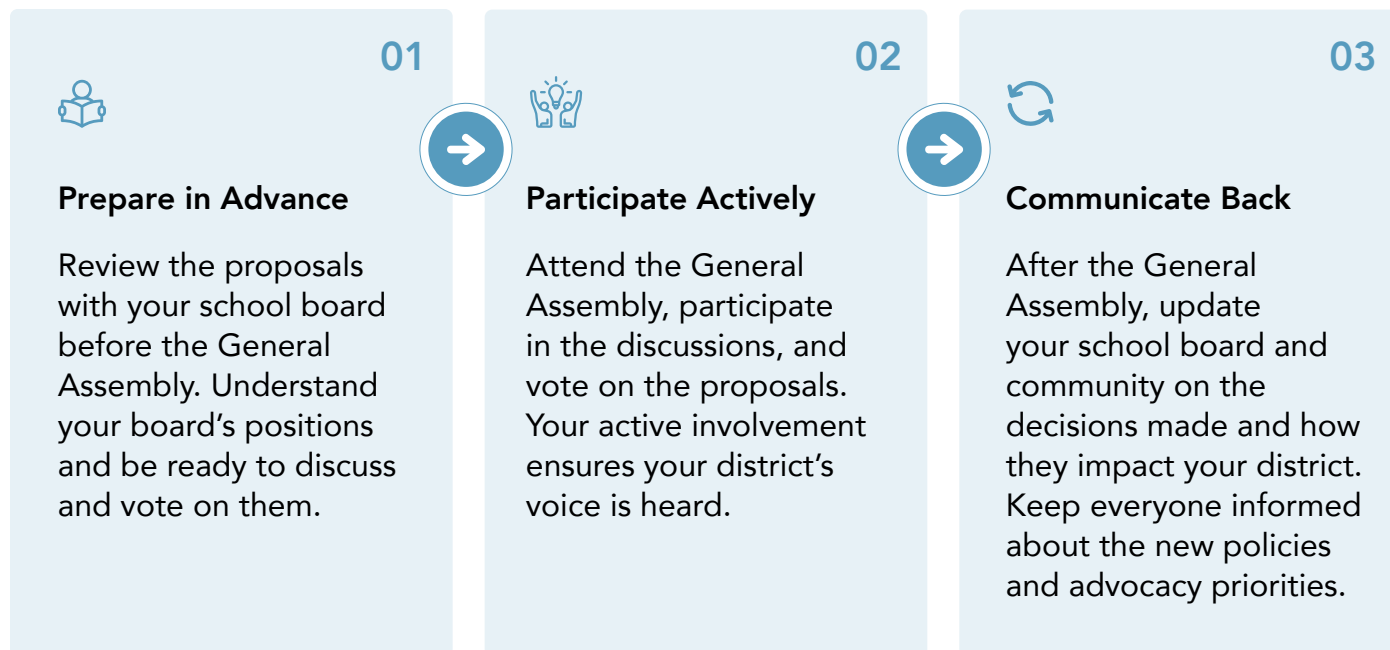 01
Prepare in Advance
Review the proposals
with your school board
before the General
Assembly. Understand
your board’s positions
and be ready to discuss
and vote on them.
02
Participate Actively
Attend the General
Assembly, participate
in the discussions, and
vote on the proposals.
Your active involvement
ensures your district’s
voice is heard.
03
Communicate Back
After the General
Assembly, update
your school board and
community on the
decisions made and how
they impact your district.
Keep everyone informed
about the new policies
and advocacy priorities.